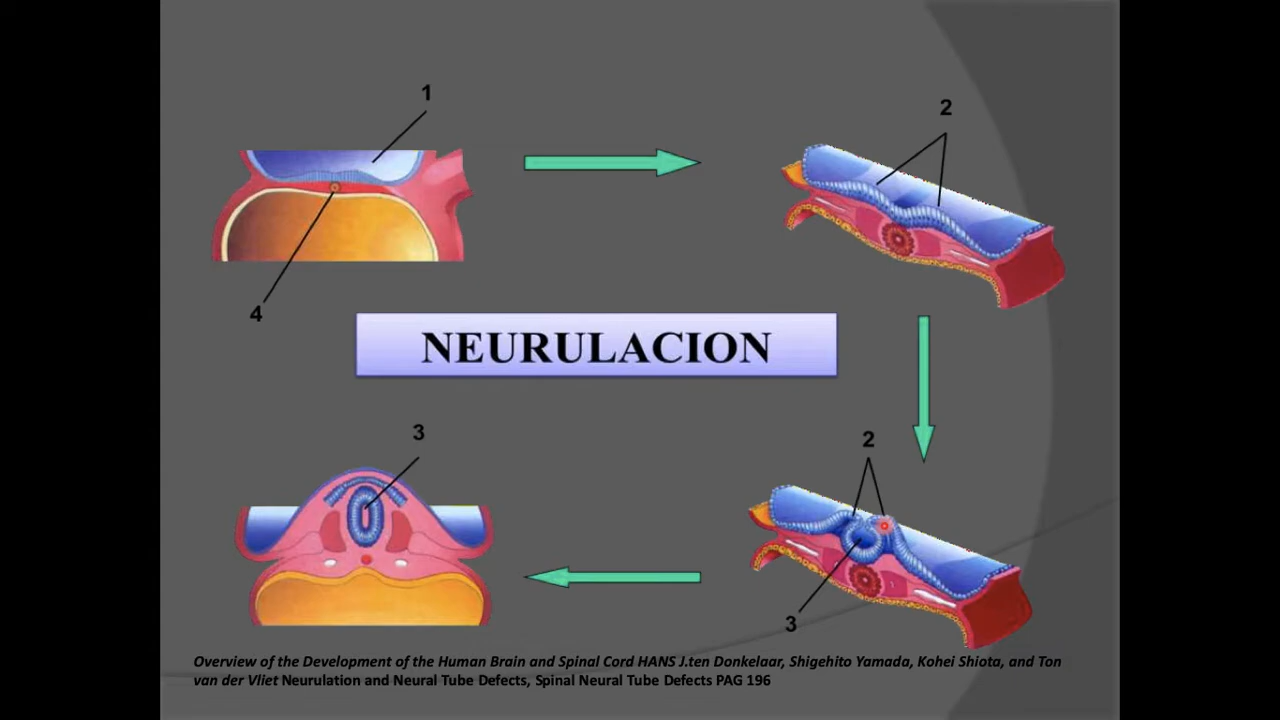 1
2
4
NEURULACION
3
2
3
Overview of the Development of the Human Brain and Spinal Cord HANS J.ten Donkelaar, Shigehito Yamada, Kohei Shiota, and Ton
van der Vliet Neurulation and Neural Tube Defects, Spinal Neural Tube Defects PAG 196